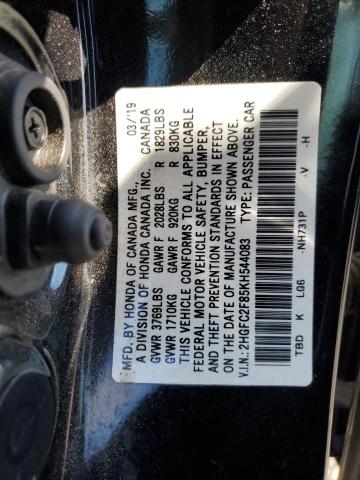 MFD. BY HONDA OF CANADA MFG., 03/19
A DIVISION OF HONDA CANADA INC. CANADA
GVWR 3769LBS GAWR F 2028LBS R 1829LBS
GVWR 1710KG GAWR F 920KG R 830KG
THIS VEHICLE CONFORMS TO ALL APPLICABLE
FEDERAL MOTOR VEHICLE SAFETY, BUMPER,
AND THEFT PREVENTION STANDARDS IN EFFECT
ON THE DATE OF MANUFACTURE SHOWN ABOVE.
V.I.N.: 2HGFC2F85KH544083 TYPE: PASSENGER CAR
TBD K LG6 -NH731P -V -H